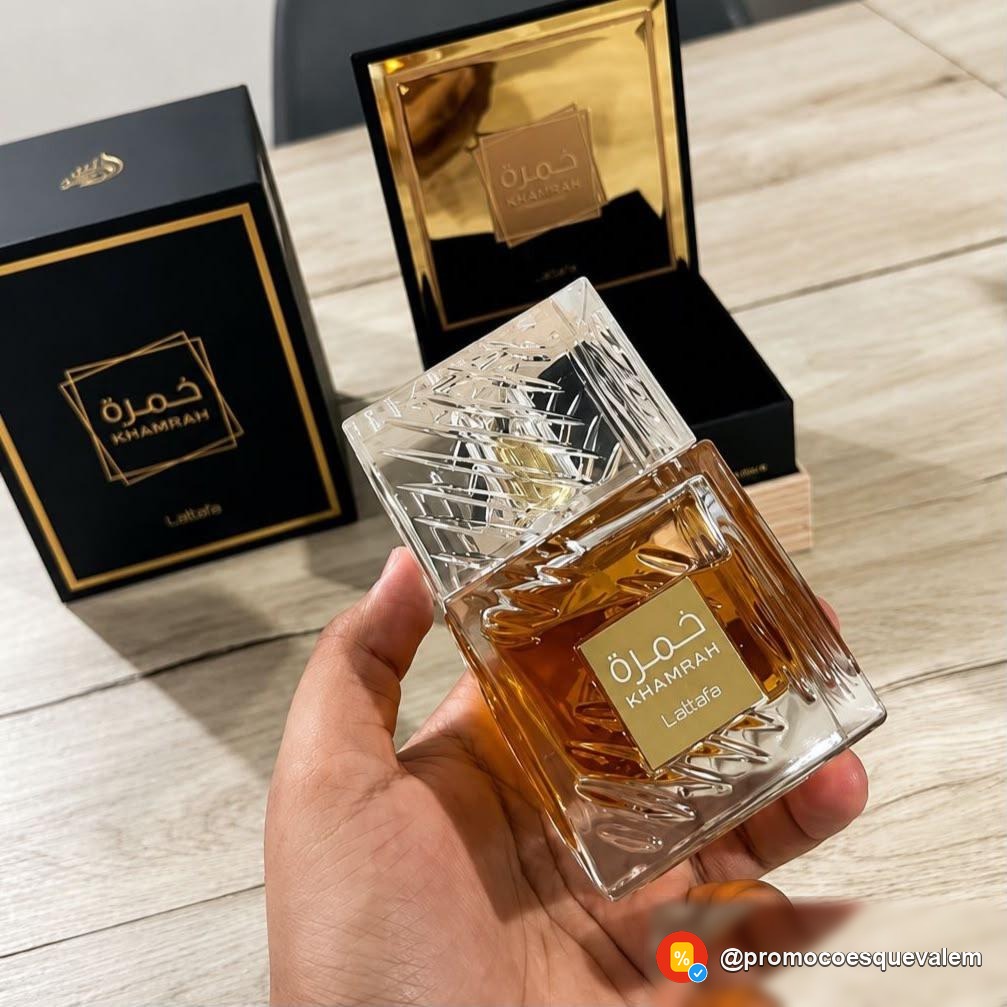 خمرة
KHAMRAH
Lattafa
خمرة
KHAMRAH
Lattafa
خمرة
KHAMRAH
Lattafa
@promocoesquevalem